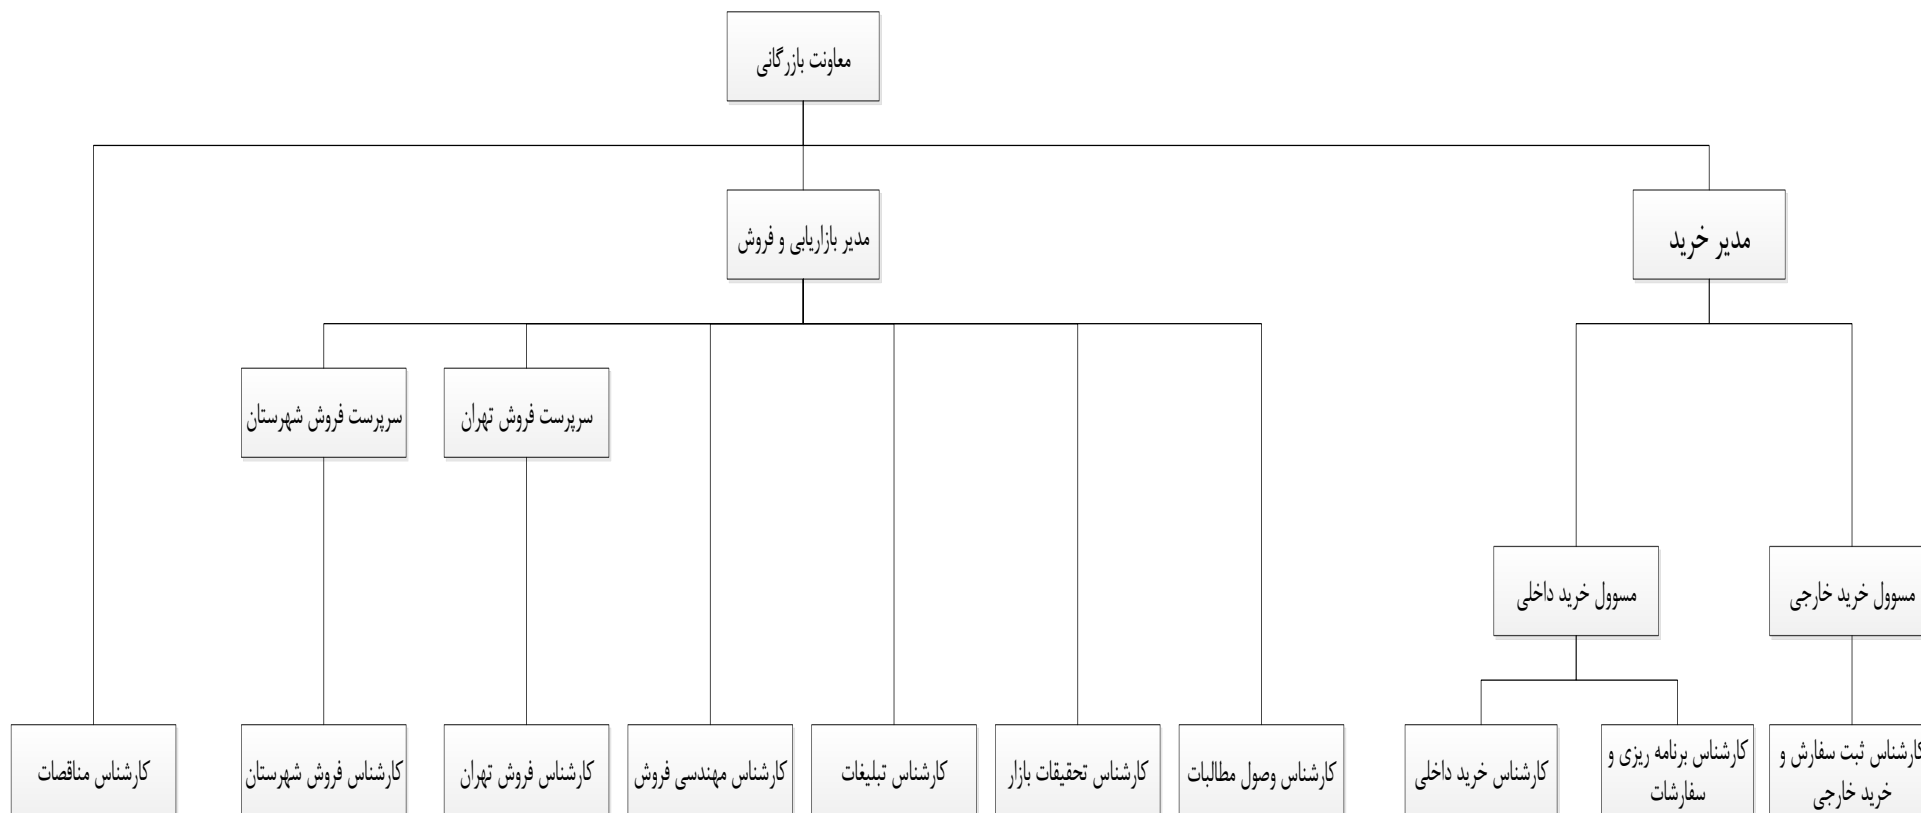 معاونت بازرگانی
مدیر خرید
مدیر بازاریابی و فروش
سرپرست فروش تهران
سرپرست فروش شهرستان
مسوول خرید خارجی
مسوول خرید داخلی
کارشناس ثبت سفارش و
خرید خارجی
کارشناس برنامه ریزی و
سفارشات
کارشناس خرید داخلی
کارشناس وصول مطالبات
کارشناس تحقیقات بازار
کارشناس تبلیغات
کارشناس مهندسی فروش
کارشناس فروش تهران
کارشناس فروش شهرستان
کارشناس مناقصات